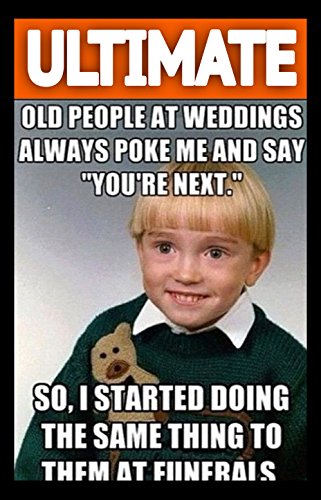 ULTIMATE
OLD PEOPLE AT WEDDINGS
ALWAYS POKE ME AND SAY
"YOU'RE NEXT."
SO, I STARTED DOING
THE SAME THING TO
THEM AT FUNERALS